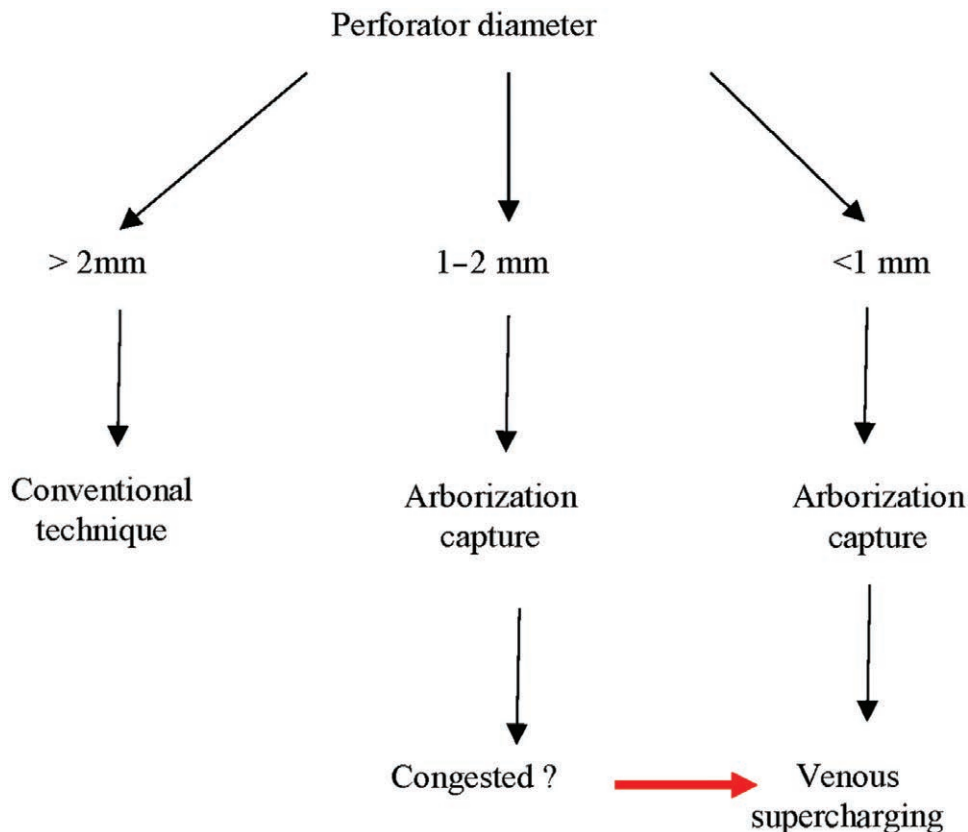 Perforator diameter
> 2mm
1–2 mm
<1 mm
Conventional
technique
Arborization
capture
Arborization
capture
Congested ?
Venous
supercharging